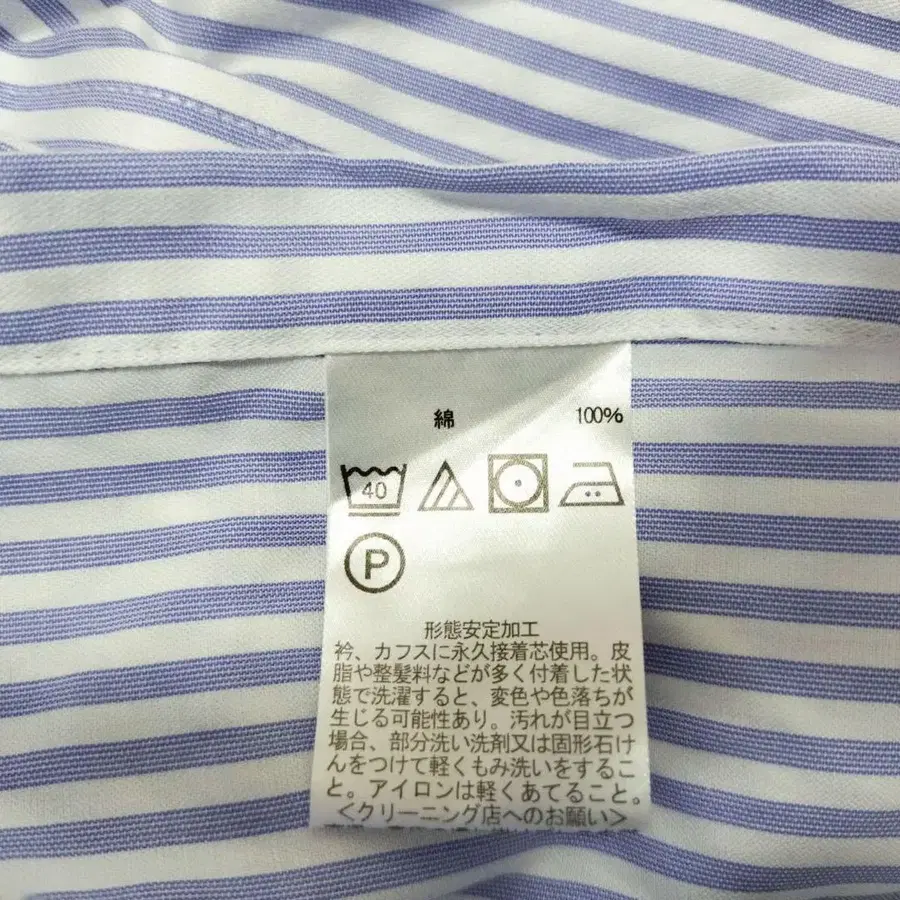 綿 100%
40
P
形態安定加工
衿、カフスに永久接着芯使用。皮
脂や整髪料などが多く付着した状
態で洗濯すると、変色や色落ちが
生じる可能性あり。汚れが目立つ
場合、部分洗い洗剤又は固形石け
んをつけて軽くもみ洗いをするこ
と。アイロンは軽くあてること。
<クリーニング店へのお願い>